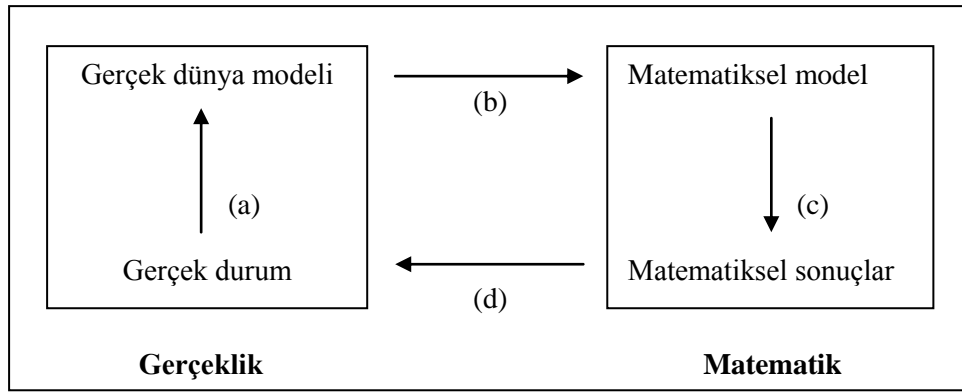 Gerçek dünya modeli
Matematiksel model
(b)
(a)
(c)
Gerçek durum
Matematiksel sonuçlar
(d)
Gerçeklik
Matematik